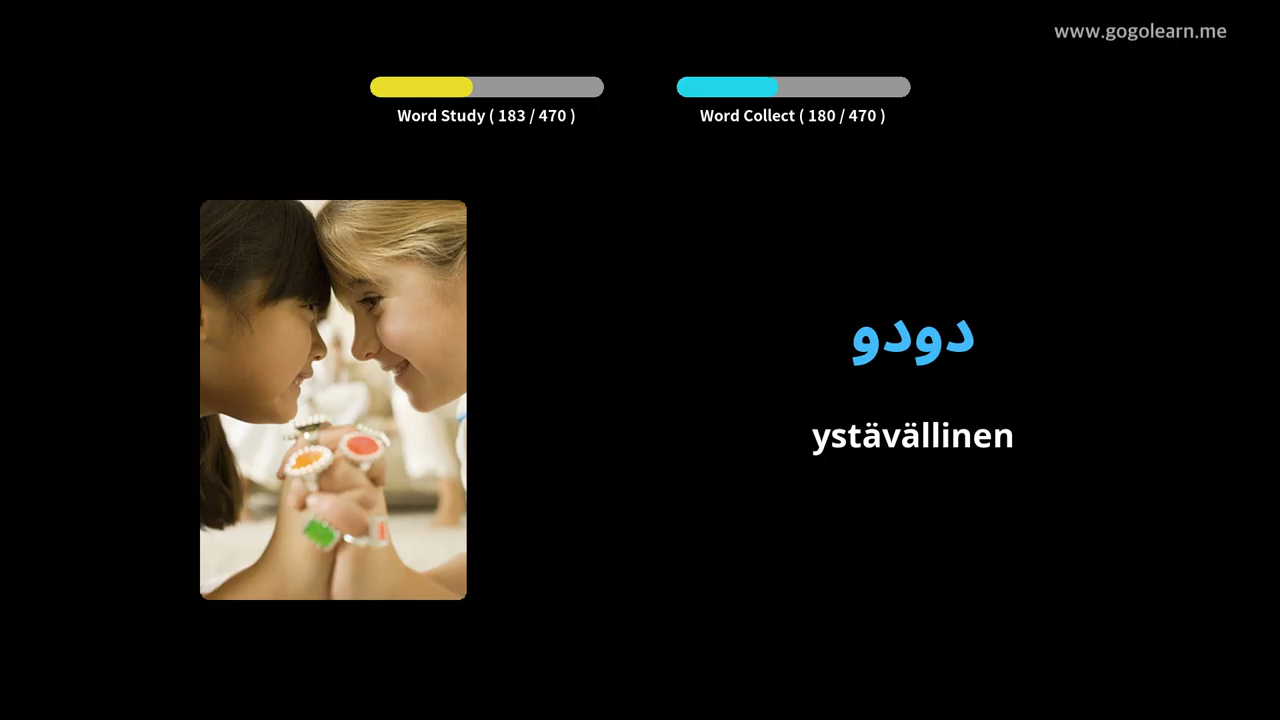 www.gogolearn.me
Word Study ( 183 / 470 )
Word Collect ( 180 / 470 )
دودو
ystävällinen